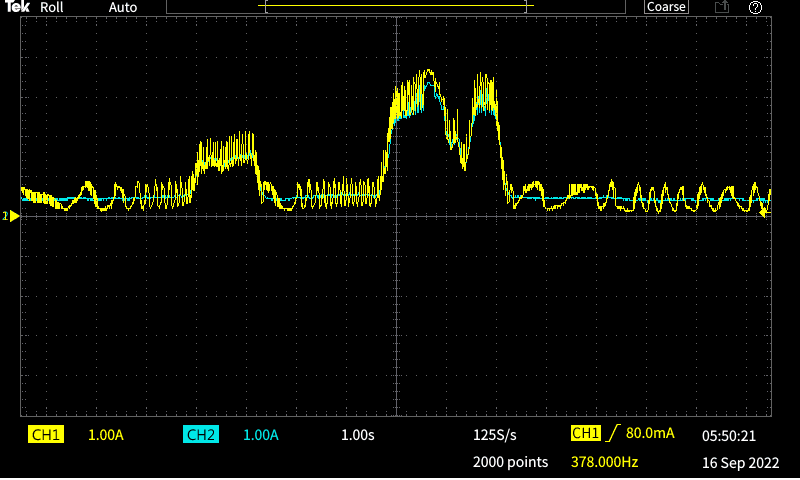 Tek Roll Auto Coarse
CH1 1.00A CH2 1.00A 1.00s 125S/s CH1 80.0mA 05:50:21
2000 points 378.000Hz 16 Sep 2022